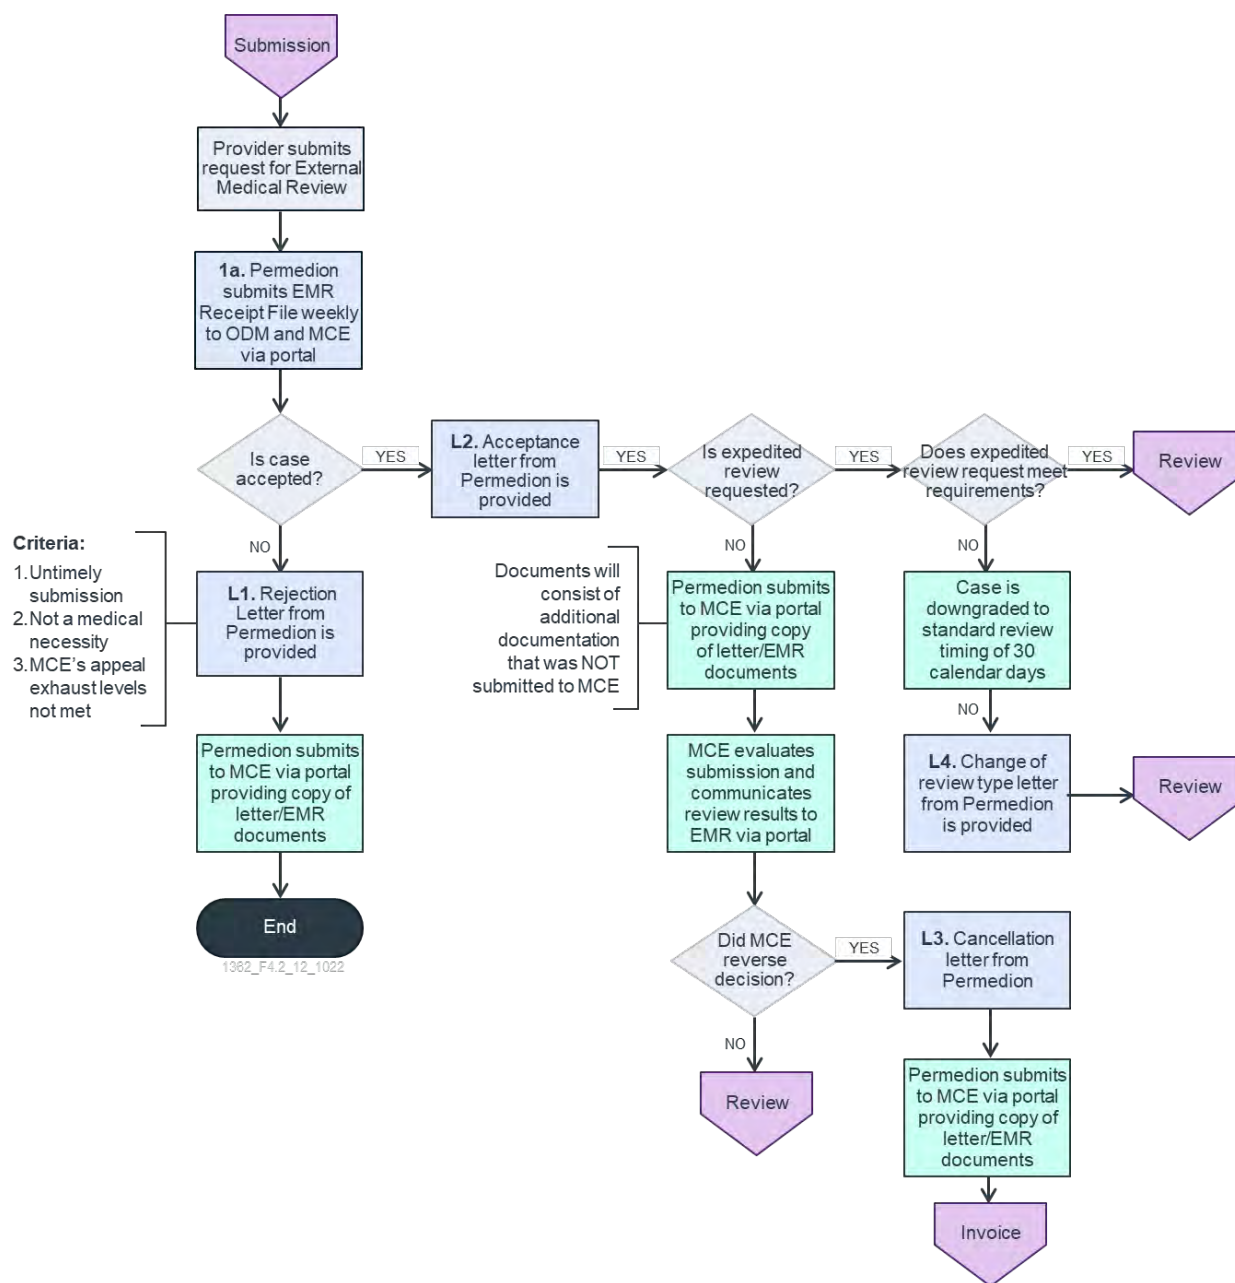 Submission
Provider submits
request for External
Medical Review
1a. Permedion
submits EMR
Receipt File weekly
to ODM and MCE
via portal
Is case
accepted?
YES
L2. Acceptance
letter from
Permedion is
provided
YES
Is expedited
review
requested?
YES
Does expedited
review request meet
requirements?
YES
Review
NO
Criteria:
1. Untimely
submission
2. Not a medical
necessity
3. MCE's appeal
exhaust levels
not met
L1. Rejection
Letter from
Permedion is
provided
Permedion submits
to MCE via portal
providing copy of
letter/EMR
documents
End
1362_F4.2_12_1022
NO
Documents will
consist of
additional
documentation
that was NOT
submitted to MCE
Permedion submits
to MCE via portal
providing copy
of letter/EMR
documents
MCE evaluates
submission and
communicates
review results to
EMR via portal
Did MCE
reverse
decision?
NO
Review
NO
Case is
downgraded to
standard review
timing of 30
calendar days
NO
L4. Change of
review type letter
from Permedion
is provided
Review
YES
L3. Cancellation
letter from
Permedion
Permedion submits
to MCE via portal
providing copy of
letter/EMR
documents
Invoice